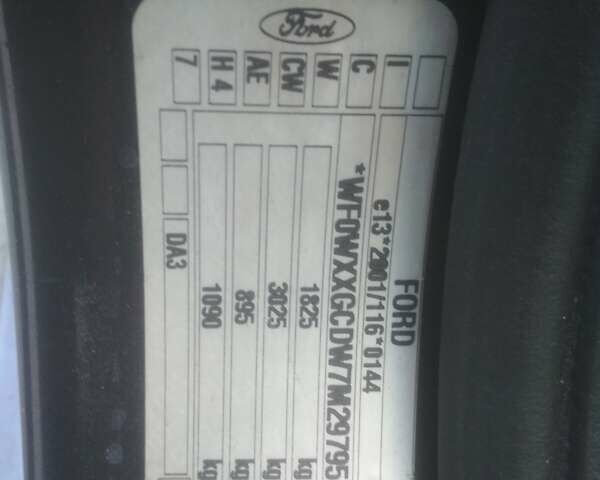 Ford
FORD
e13*2001/116*0144
*WF0WXXGCDW7M29795
1825 kg
3025 kg
895 kg
1090 kg
DA3
I
C
W
CW
AE
H4
7